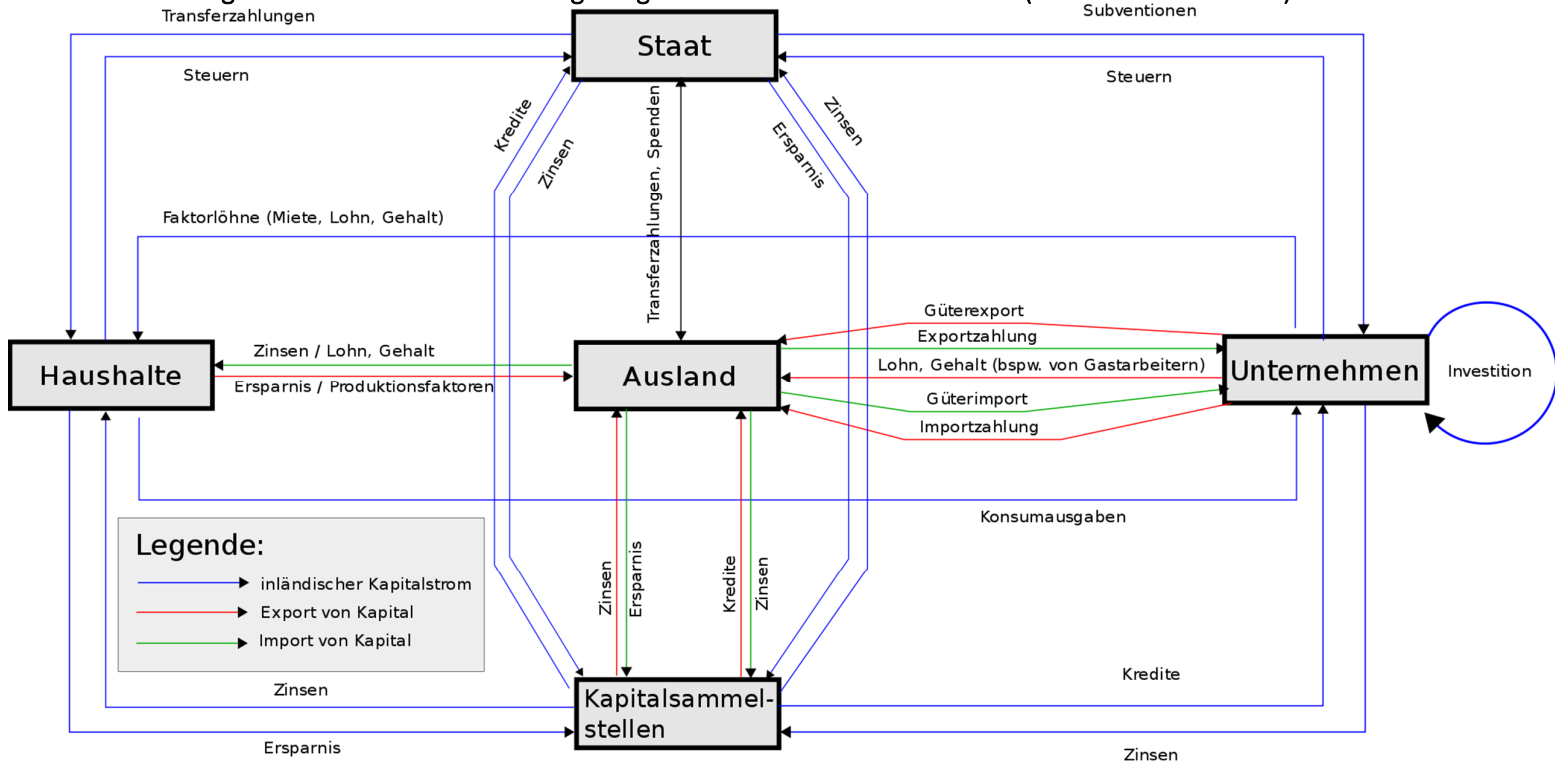 Transferzahlungen
Subventionen
Staat
Steuern
Steuern
Kredite
Zinsen
Transferzahlungen, Spenden
Ersparnis
Zinsen
Faktorlöhne (Miete, Lohn, Gehalt)
Güterexport
Exportzahlung
Zinsen / Lohn, Gehalt
Lohn, Gehalt (bspw. von Gastarbeitern)
Haushalte
Ausland
Unternehmen
Investition
Ersparnis / Produktionsfaktoren
Güterimport
Importzahlung
Konsumausgaben
Legende:
inländischer Kapitalstrom
Export von Kapital
Import von Kapital
Zinsen
Ersparnis
Kredite
Zinsen
Zinsen
Kredite
Kapitalsammel-
stellen
Ersparnis
Zinsen